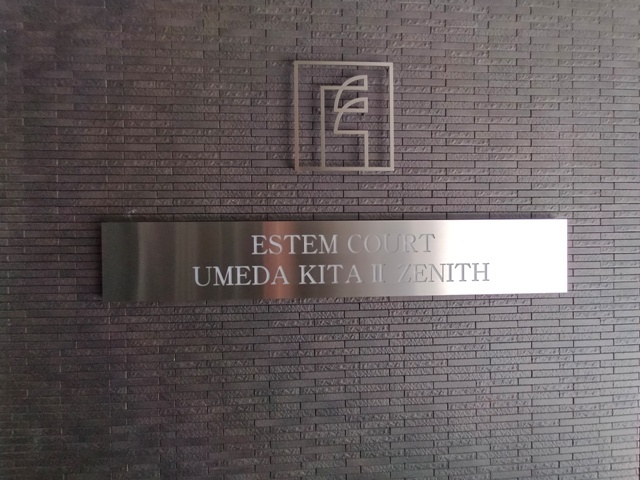 ESTEM COURT
UMEDA KITA Ⅱ ZENITH